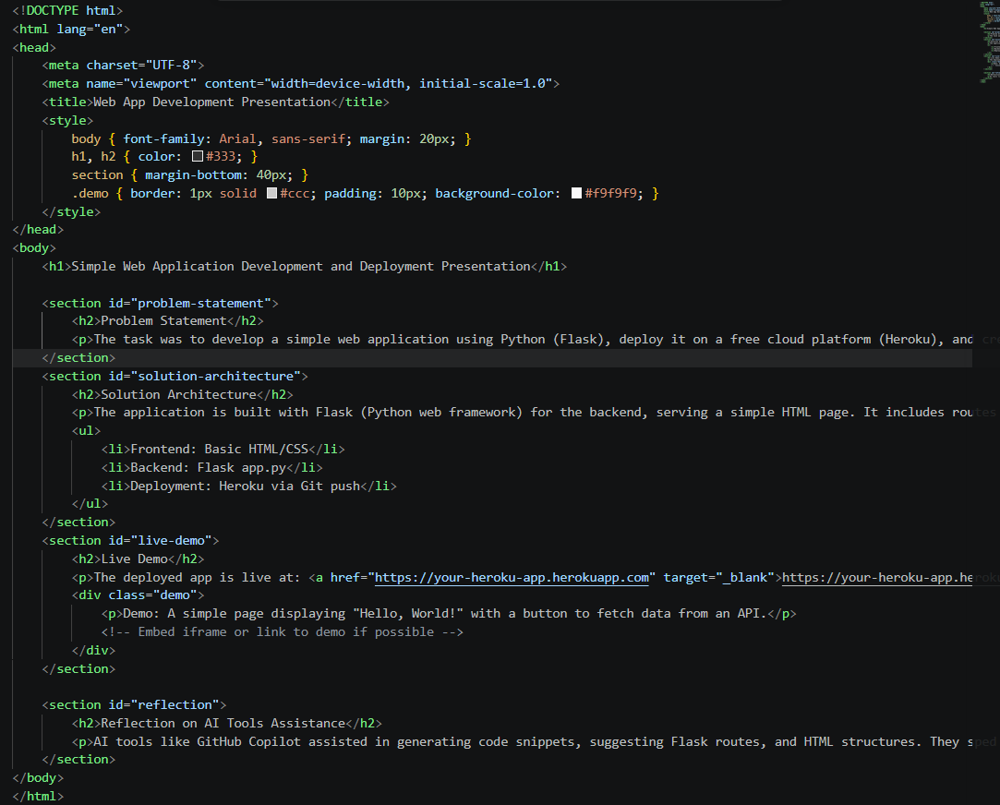 <!DOCTYPE html>
<html lang="en">
<head>
    <meta charset="UTF-8">
    <meta name="viewport" content="width=device-width, initial-scale=1.0">
    <title>Web App Development Presentation</title>
    <style>
        body { font-family: Arial, sans-serif; margin: 20px; }
        h1, h2 { color: #333; }
        section { margin-bottom: 40px; }
        .demo { border: 1px solid #ccc; padding: 10px; background-color: #f9f9f9; }
    </style>
</head>
<body>
    <h1>Simple Web Application Development and Deployment Presentation</h1>

    <section id="problem-statement">
        <h2>Problem Statement</h2>
        <p>The task was to develop a simple web application using Python (Flask), deploy it on a free cloud platform (Heroku), and
    </section>
    <section id="solution-architecture">
        <h2>Solution Architecture</h2>
        <p>The application is built with Flask (Python web framework) for the backend, serving a simple HTML page. It includes routes
        <ul>
            <li>Frontend: Basic HTML/CSS</li>
            <li>Backend: Flask app.py</li>
            <li>Deployment: Heroku via Git push</li>
        </ul>
    </section>
    <section id="live-demo">
        <h2>Live Demo</h2>
        <p>The deployed app is live at: <a href="https://your-heroku-app.herokuapp.com" target="_blank">https://your-heroku-app.heroku
        <div class="demo">
            <p>Demo: A simple page displaying "Hello, World!" with a button to fetch data from an API.</p>
            <!-- Embed iframe or link to demo if possible -->
        </div>
    </section>

    <section id="reflection">
        <h2>Reflection on AI Tools Assistance</h2>
        <p>AI tools like GitHub Copilot assisted in generating code snippets, suggesting Flask routes, and HTML structures. They sped
    </section>
</body>
</html>